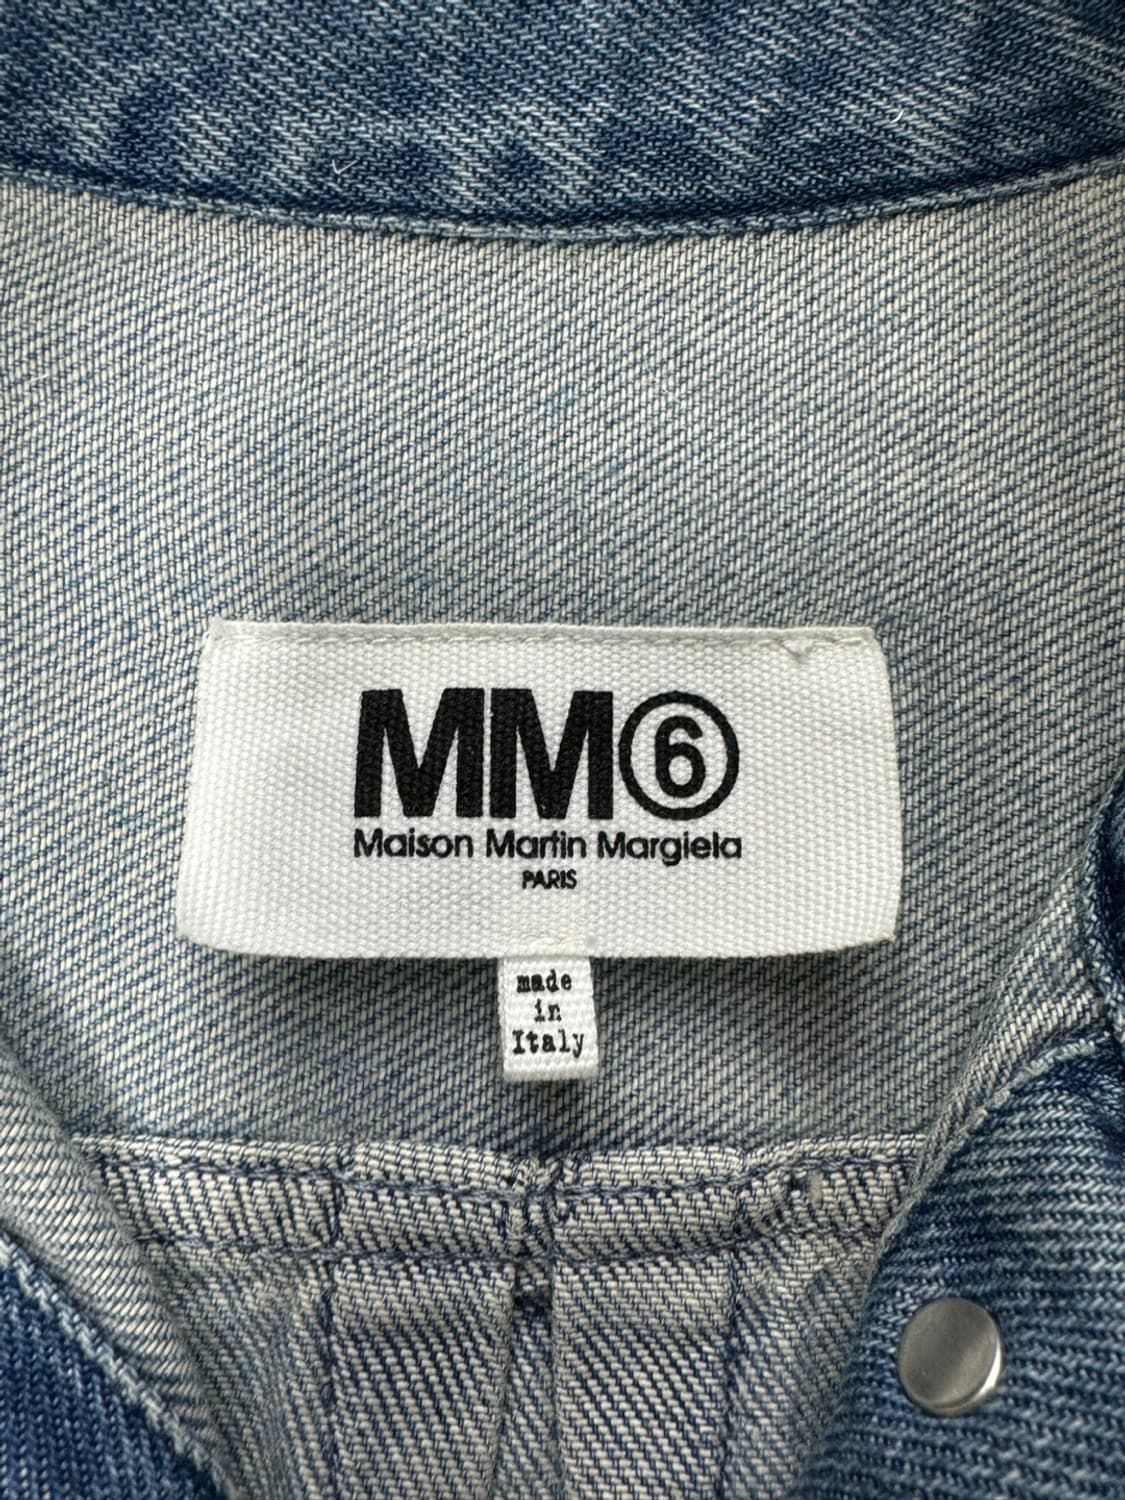 MM⑥
Maison Martin Margiela
PARIS
made
in
Italy